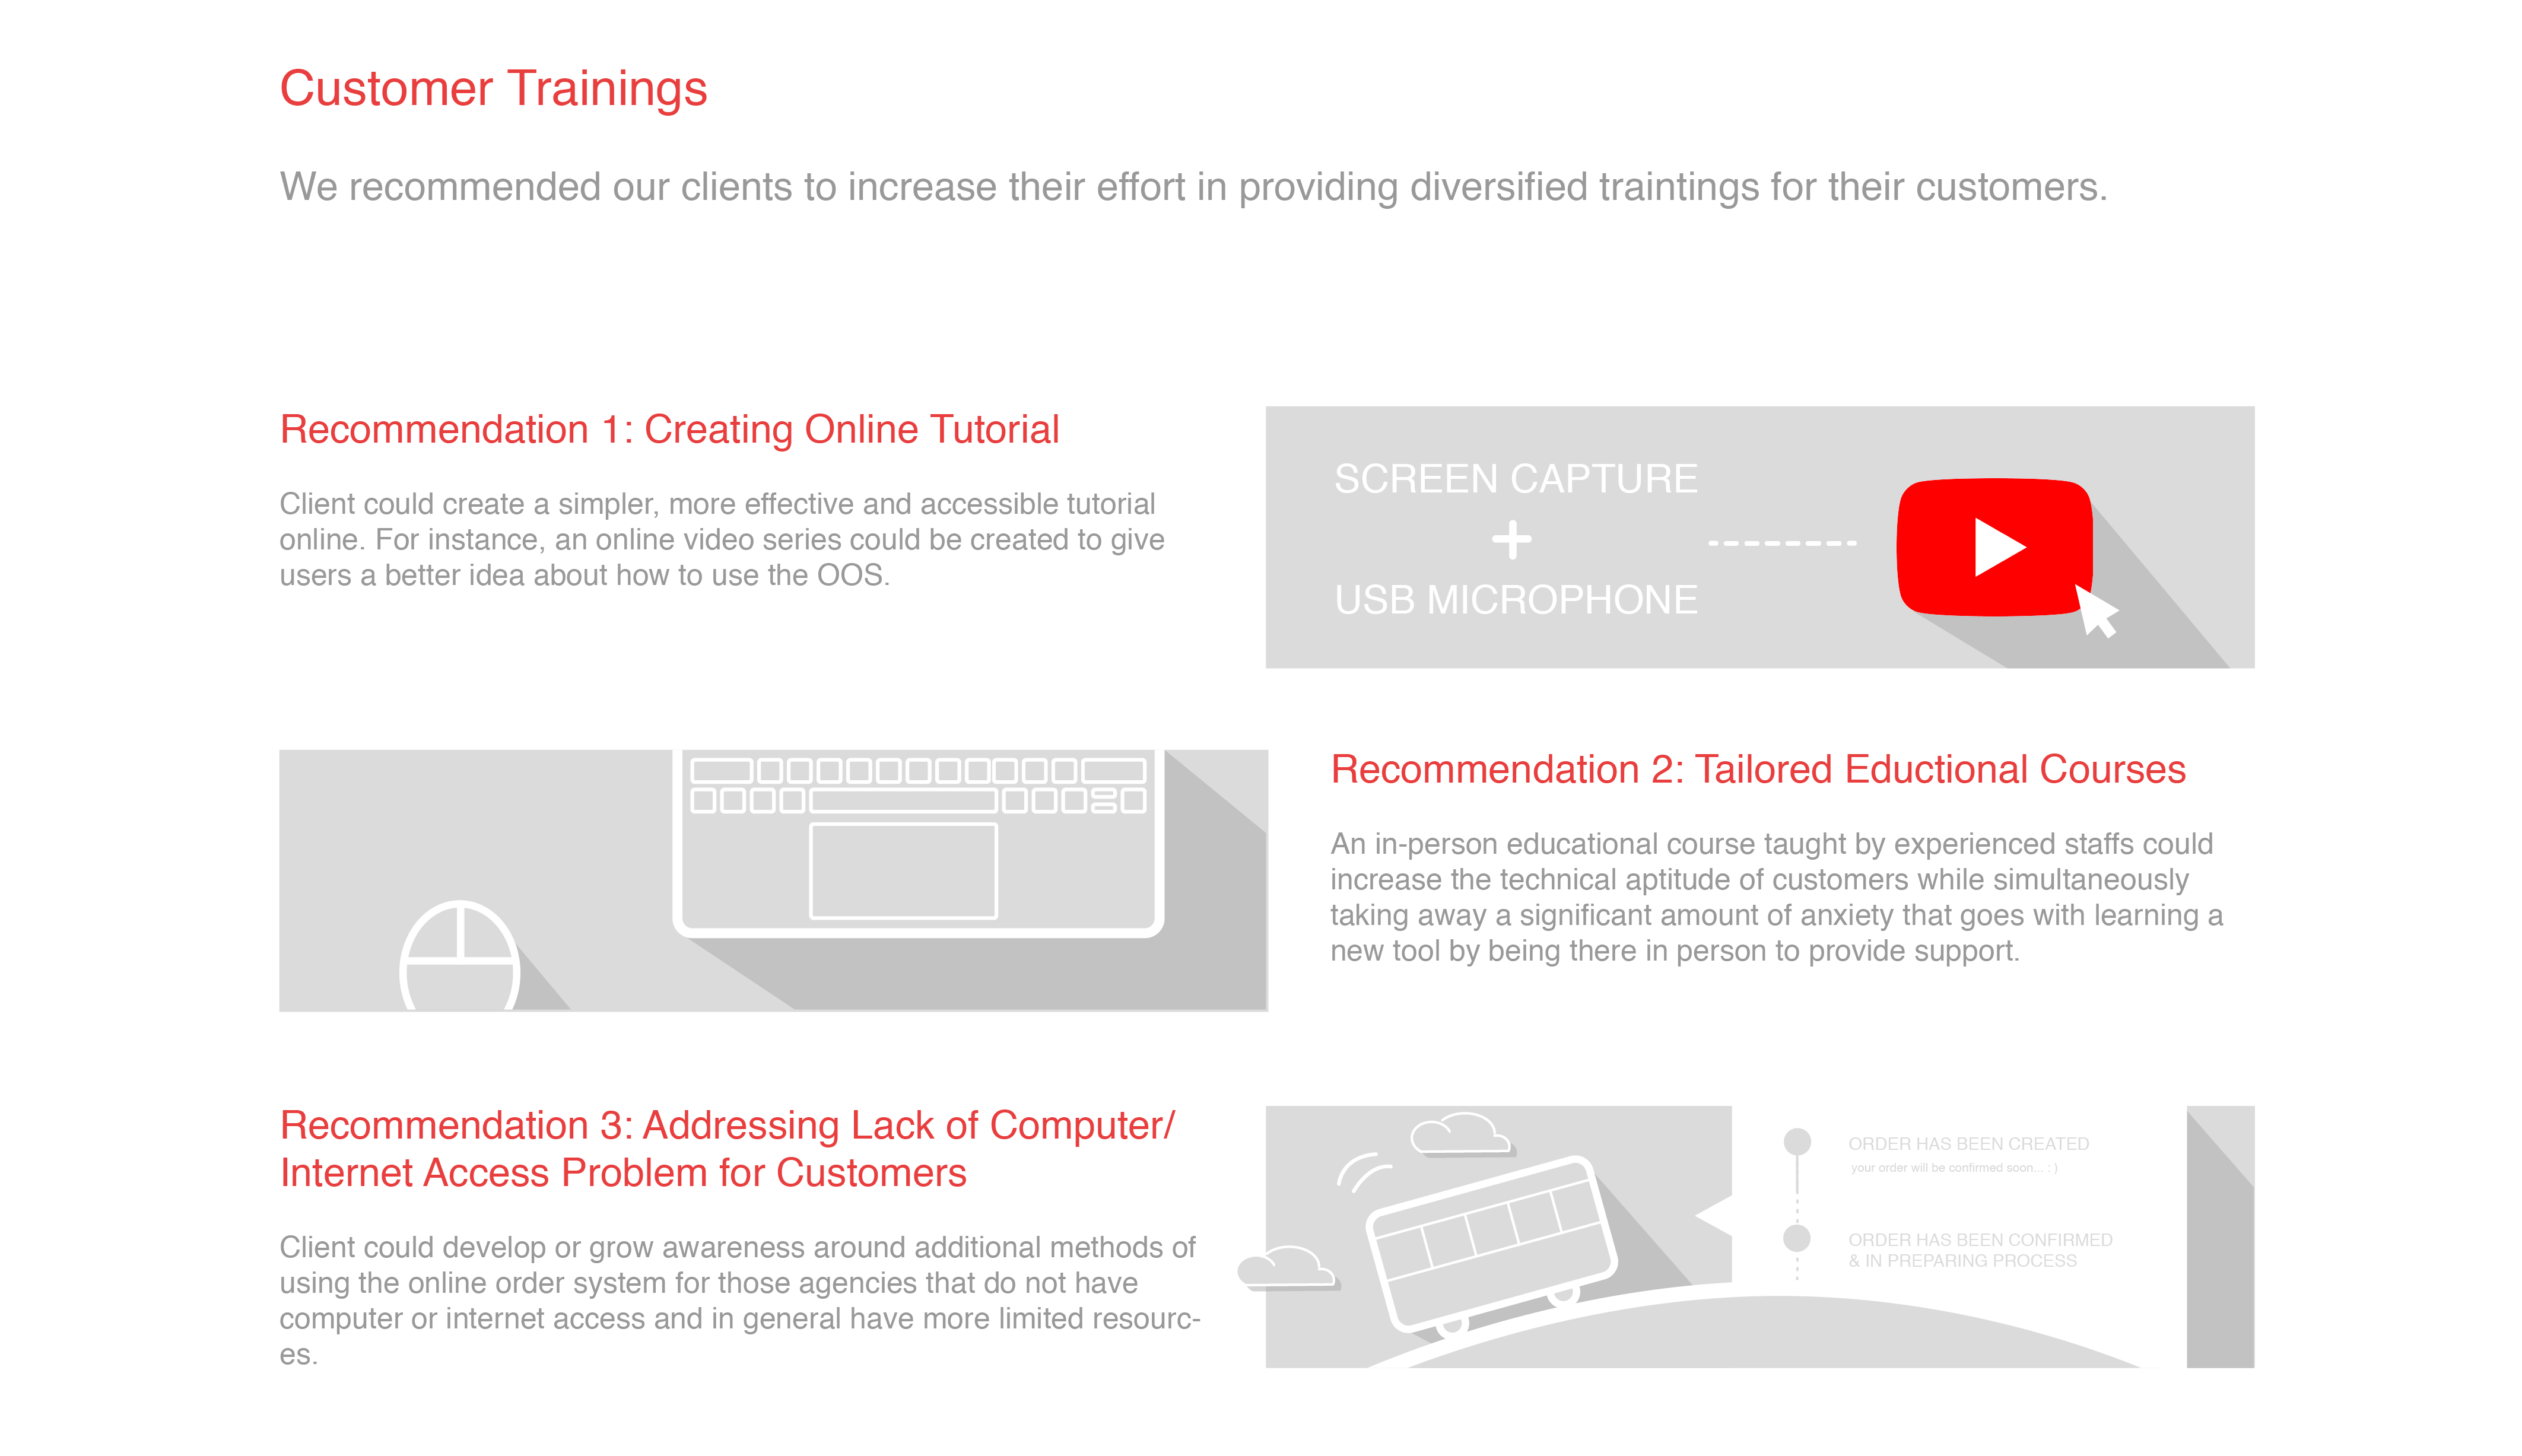 Customer Trainings
We recommended our clients to increase their effort in providing diversified traintings for their customers.
Recommendation 1: Creating Online Tutorial
Client could create a simpler, more effective and accessible tutorial
online. For instance, an online video series could be created to give
users a better idea about how to use the OOS.
SCREEN CAPTURE
+
USB MICROPHONE
Recommendation 2: Tailored Eductional Courses
An in-person educational course taught by experienced staffs could
increase the technical aptitude of customers while simultaneously
taking away a significant amount of anxiety that goes with learning a
new tool by being there in person to provide support.
Recommendation 3: Addressing Lack of Computer/
Internet Access Problem for Customers
Client could develop or grow awareness around additional methods of
using the online order system for those agencies that do not have
computer or internet access and in general have more limited resourc-
es.
ORDER HAS BEEN CREATED
your order will be confirmed soon... : )
ORDER HAS BEEN CONFIRMED
& IN PREPARING PROCESS